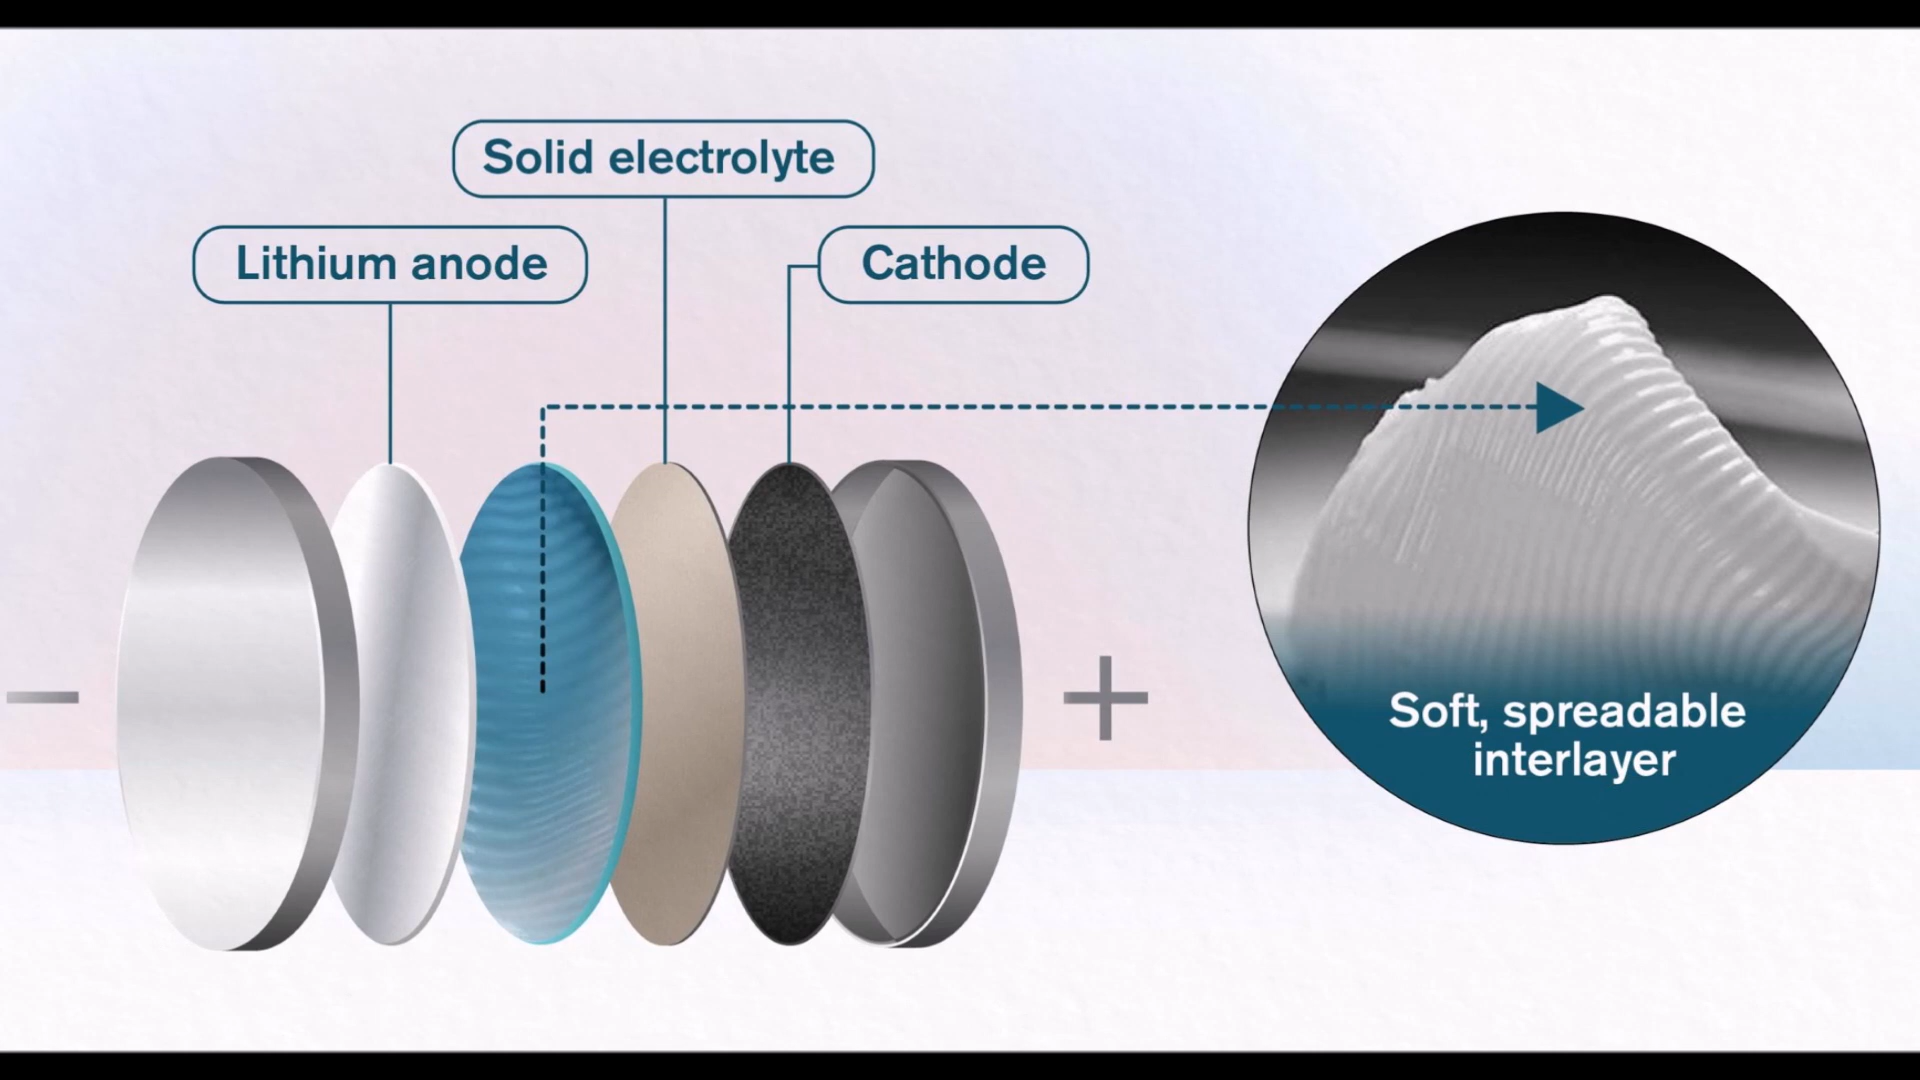 Solid electrolyte
Lithium anode
Cathode
−
+
Soft, spreadable
interlayer